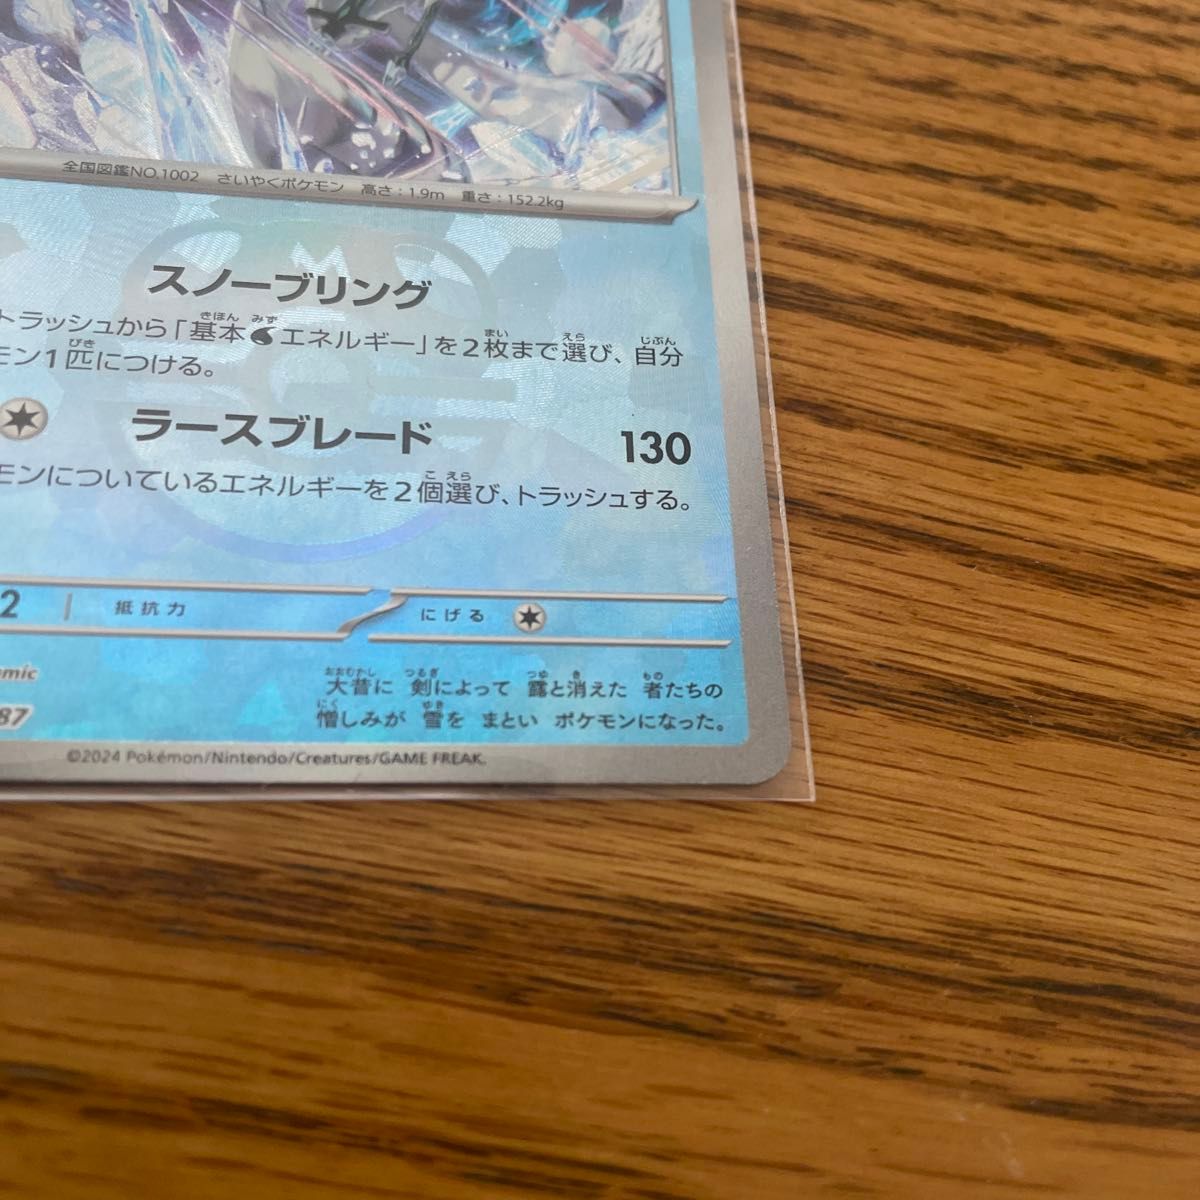 全国図鑑NO.1002 さいやくポケモン 高さ：1.9m 重さ：152.2kg
スノーブリング
トラッシュから「基本エネルギー」を2枚まで選び、自分
モン1匹につける。
ラースブレード 130
モンについているエネルギーを2個選び、トラッシュする。
2 抵抗力 にげる
大昔に 剣によって 露と消えた 者たちの
憎しみが 雪を まとい ポケモンになった。
87
©2024 Pokémon/Nintendo/Creatures/GAME FREAK.